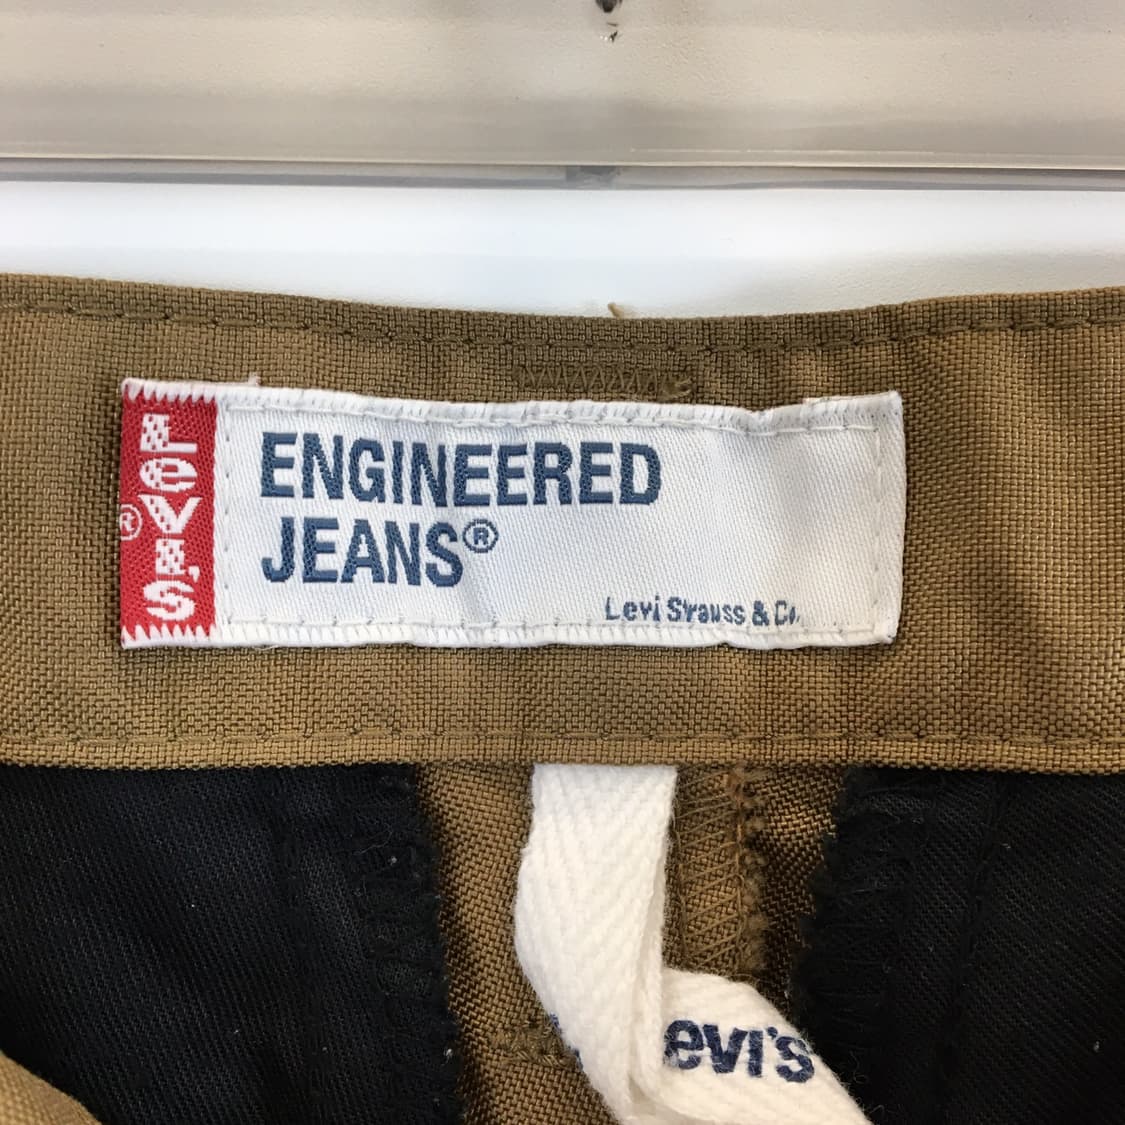 LEVI'S®
ENGINEERED
JEANS®
Levi Strauss & Co.
evi's